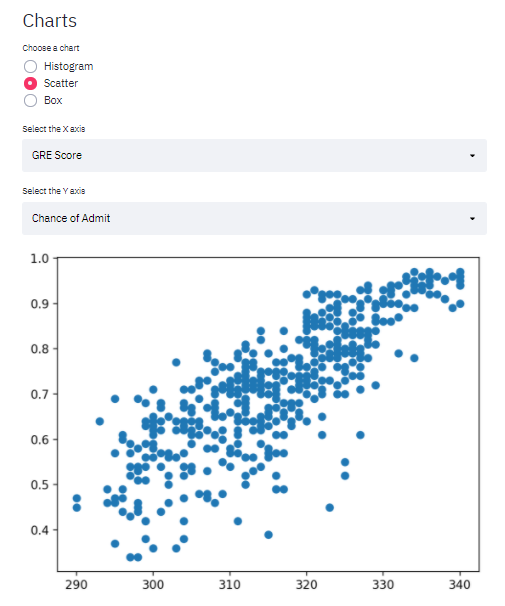 Charts
Choose a chart
Histogram
Scatter
Box
Select the X axis
GRE Score
Select the Y axis
Chance of Admit
1.0
0.9
0.8
0.7
0.6
0.5
0.4
290 300 310 320 330 340